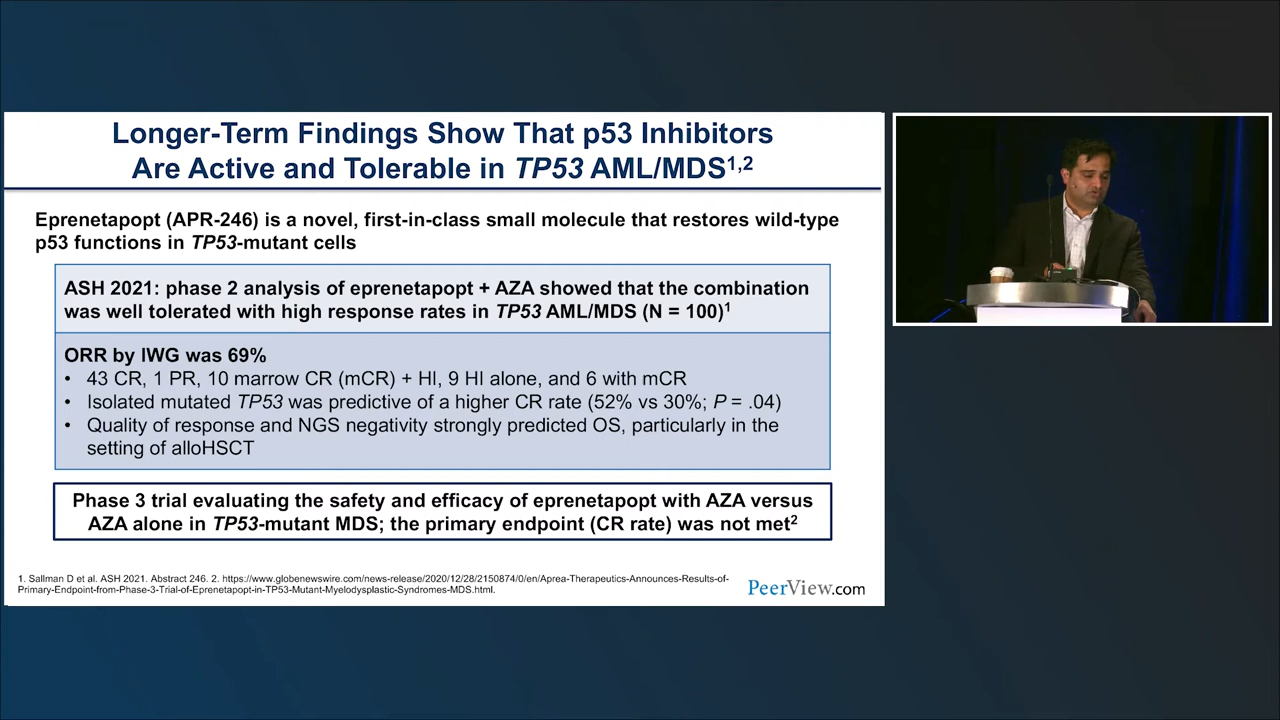 Longer-Term Findings Show That p53 Inhibitors
Are Active and Tolerable in TP53 AML/MDS1,2
Eprenetapopt (APR-246) is a novel, first-in-class small molecule that restores wild-type
p53 functions in TP53-mutant cells
ASH 2021: phase 2 analysis of eprenetapopt + AZA showed that the combination
was well tolerated with high response rates in TP53 AML/MDS (N = 100)1
ORR by IWG was 69%
• 43 CR, 1 PR, 10 marrow CR (mCR) + HI, 9 HI alone, and 6 with mCR
• Isolated mutated TP53 was predictive of a higher CR rate (52% vs 30%; P = .04)
• Quality of response and NGS negativity strongly predicted OS, particularly in the
setting of alloHSCT
Phase 3 trial evaluating the safety and efficacy of eprenetapopt with AZA versus
AZA alone in TP53-mutant MDS; the primary endpoint (CR rate) was not met2
1. Sallman D et al. ASH 2021. Abstract 246. 2. https://www.globenewswire.com/news-release/2020/12/28/2150874/0/en/Aprea-Therapeutics-Announces-Results-of-
Primary-Endpoint-from-Phase-3-Trial-of-Eprenetapopt-in-TP53-Mutant-Myelodysplastic-Syndromes-MDS.html.
PeerView.com